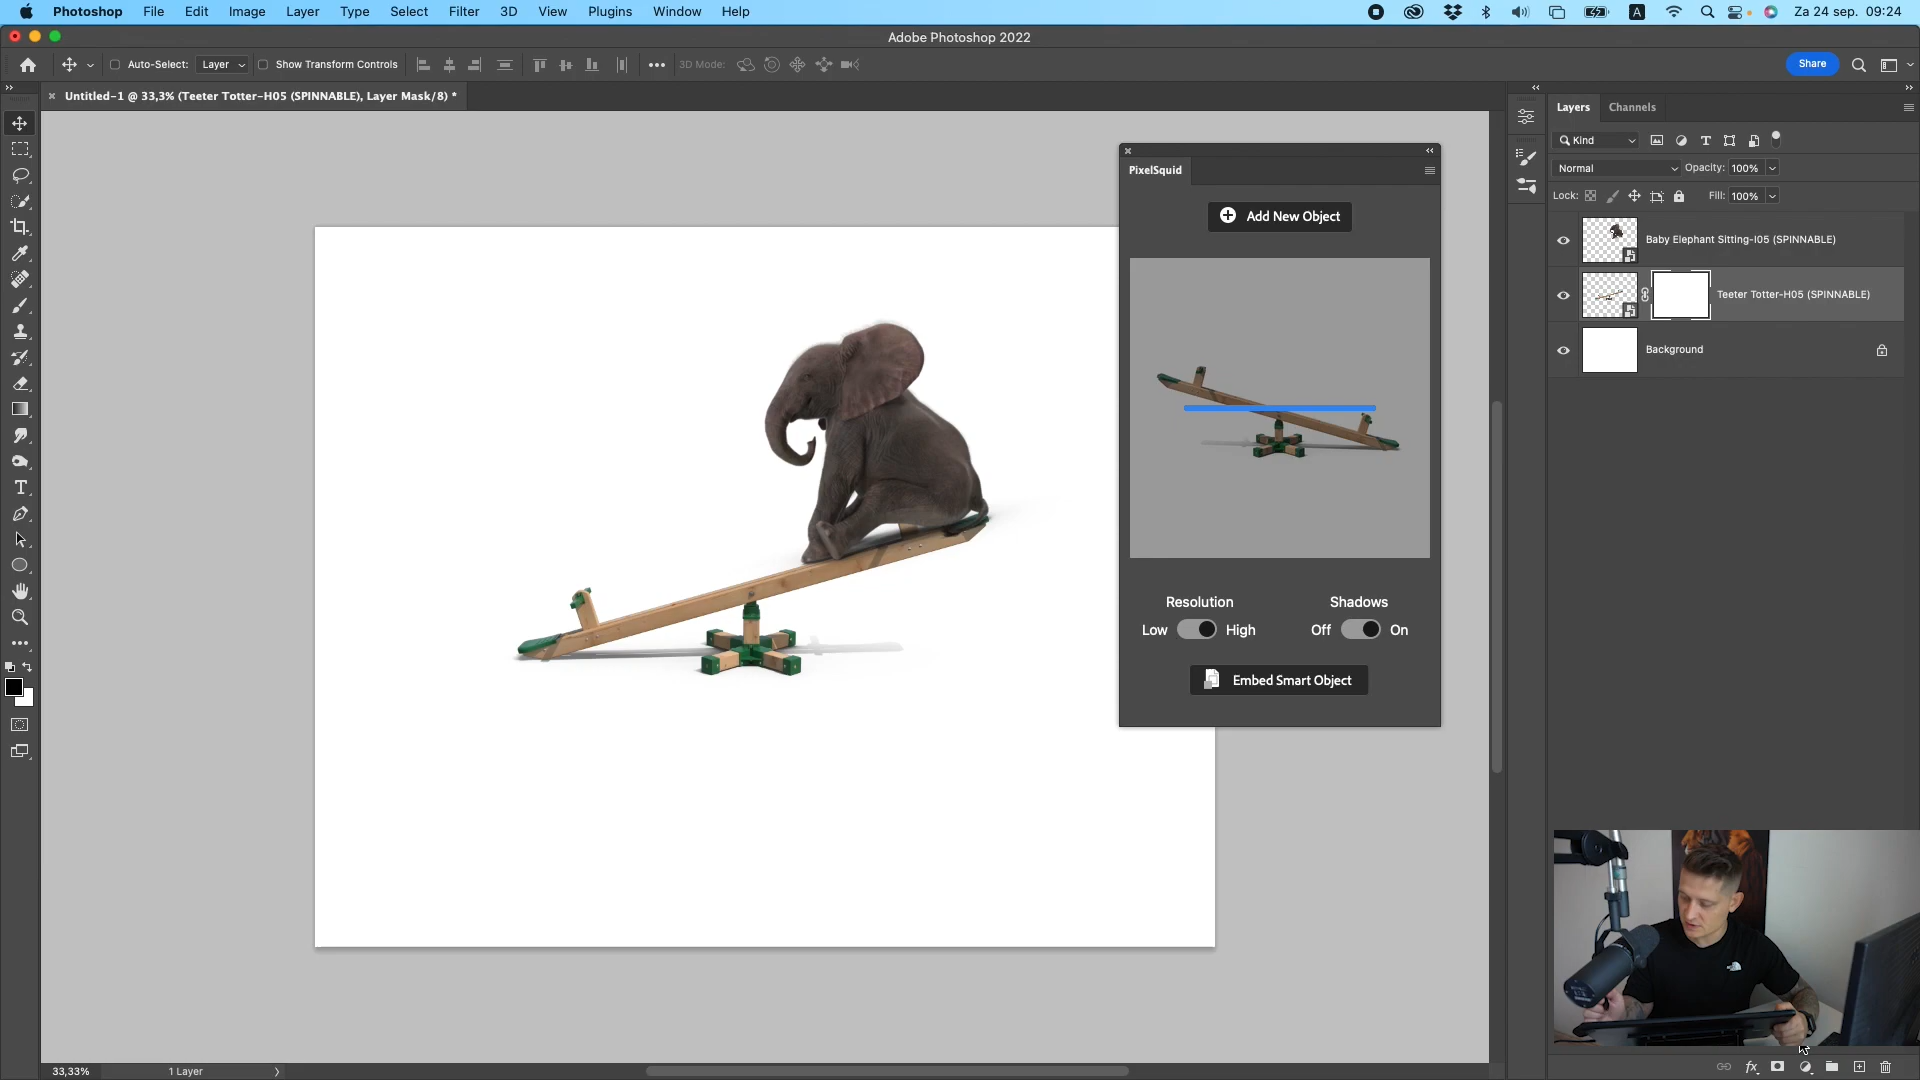 Photoshop File Edit Image Layer Type Select Filter 3D View Plugins Window Help A Za 24 sep. 09:24
Adobe Photoshop 2022
Auto-Select: Layer Show Transform Controls 3D Mode: Share
Untitled-1 @ 33,3% (Teeter Totter-H05 (SPINNABLE), Layer Mask/8) *
Layers Channels
Kind
Normal Opacity: 100%
Lock: Fill: 100%
PixelSquid
Add New Object
Baby Elephant Sitting-I05 (SPINNABLE)
Teeter Totter-H05 (SPINNABLE)
Background
Resolution Shadows
Low High Off On
Embed Smart Object
33,33% 1 Layer
fx